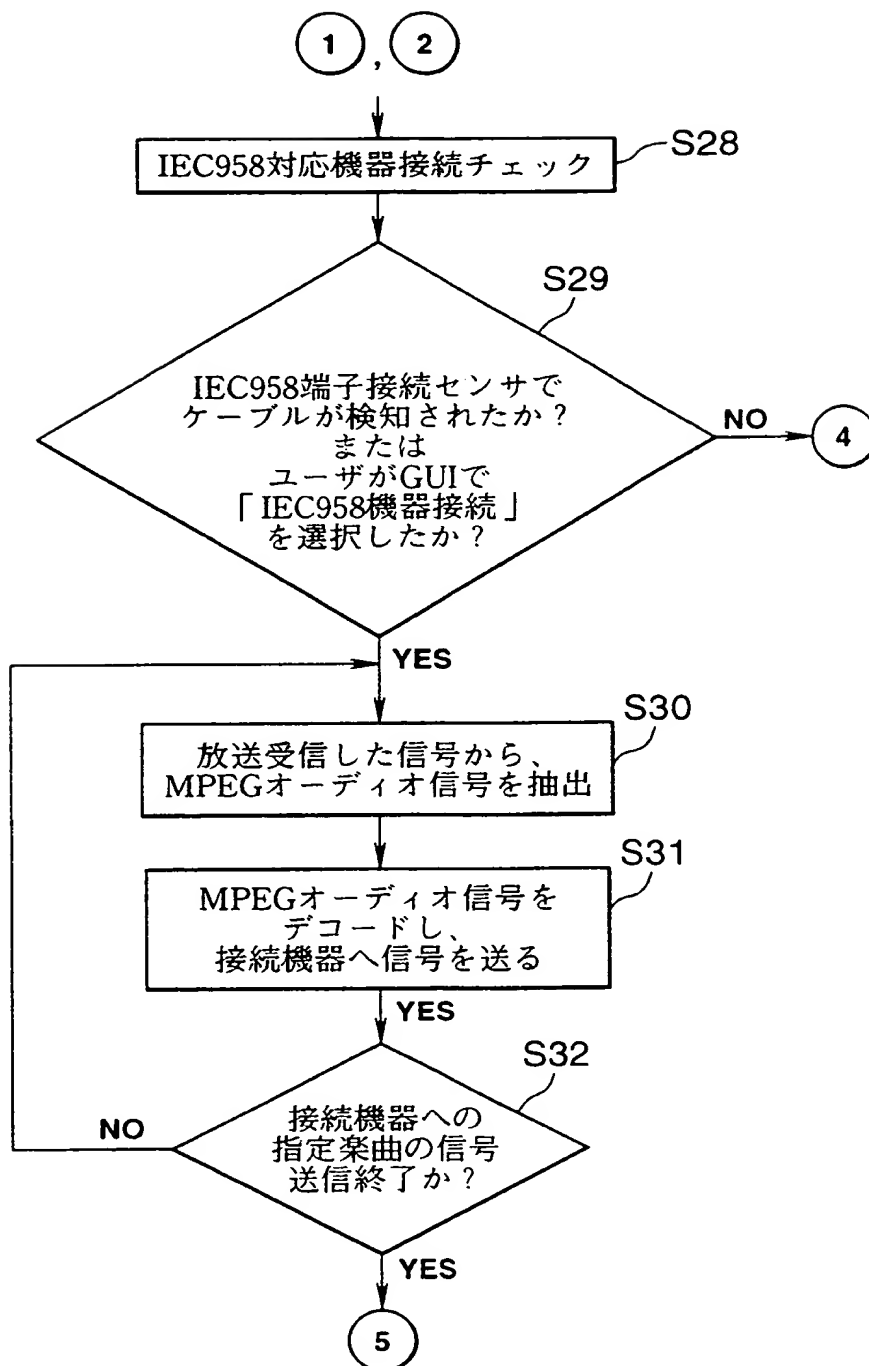 1 , 2
IEC958対応機器接続チェック
S28
S29
IEC958端子接続センサで
ケーブルが検知されたか?
または
ユーザがGUIで
「IEC958機器接続」
を選択したか?
NO
4
YES
S30
放送受信した信号から、
MPEGオーディオ信号を抽出
S31
MPEGオーディオ信号を
デコードし、
接続機器へ信号を送る
YES
S32
接続機器への
指定楽曲の信号
送信終了か?
NO
YES
5